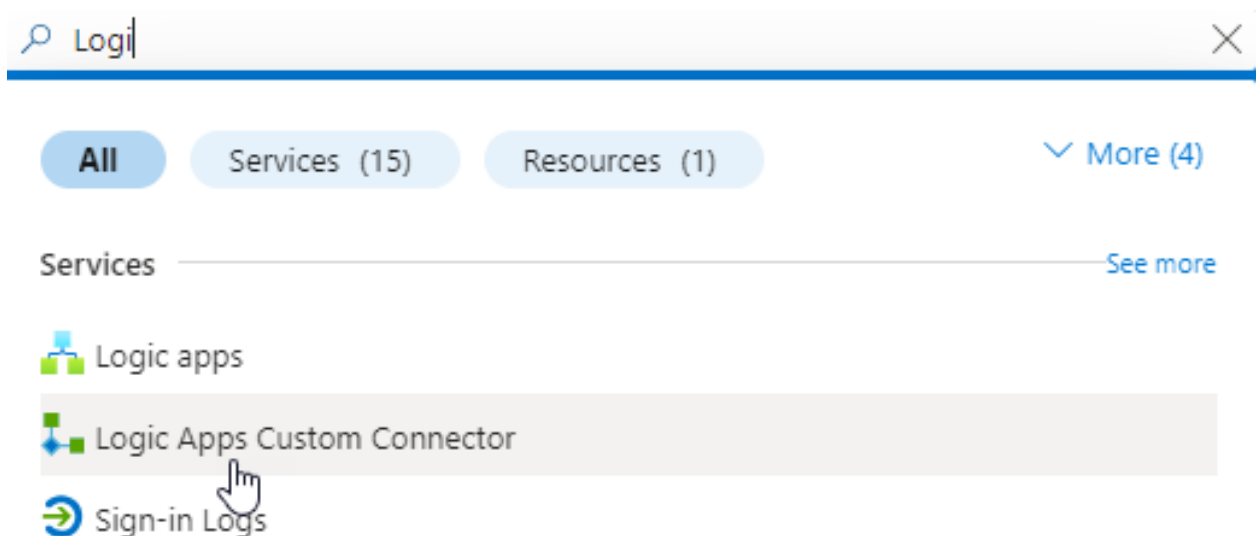 Logi
All Services (15) Resources (1) More (4)
Services See more
Logic apps
Logic Apps Custom Connector
Sign-in Logs